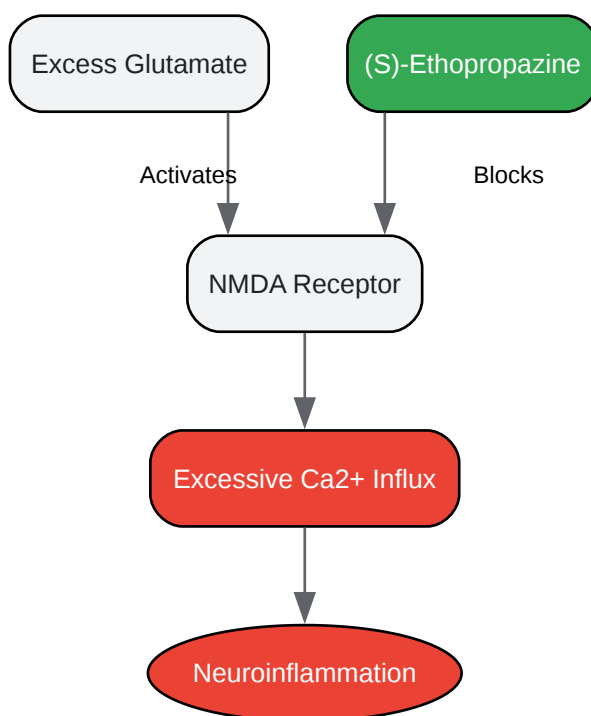 Excess Glutamate
(S)-Ethopropazine
Activates
Blocks
NMDA Receptor
Excessive Ca2+ Influx
Neuroinflammation